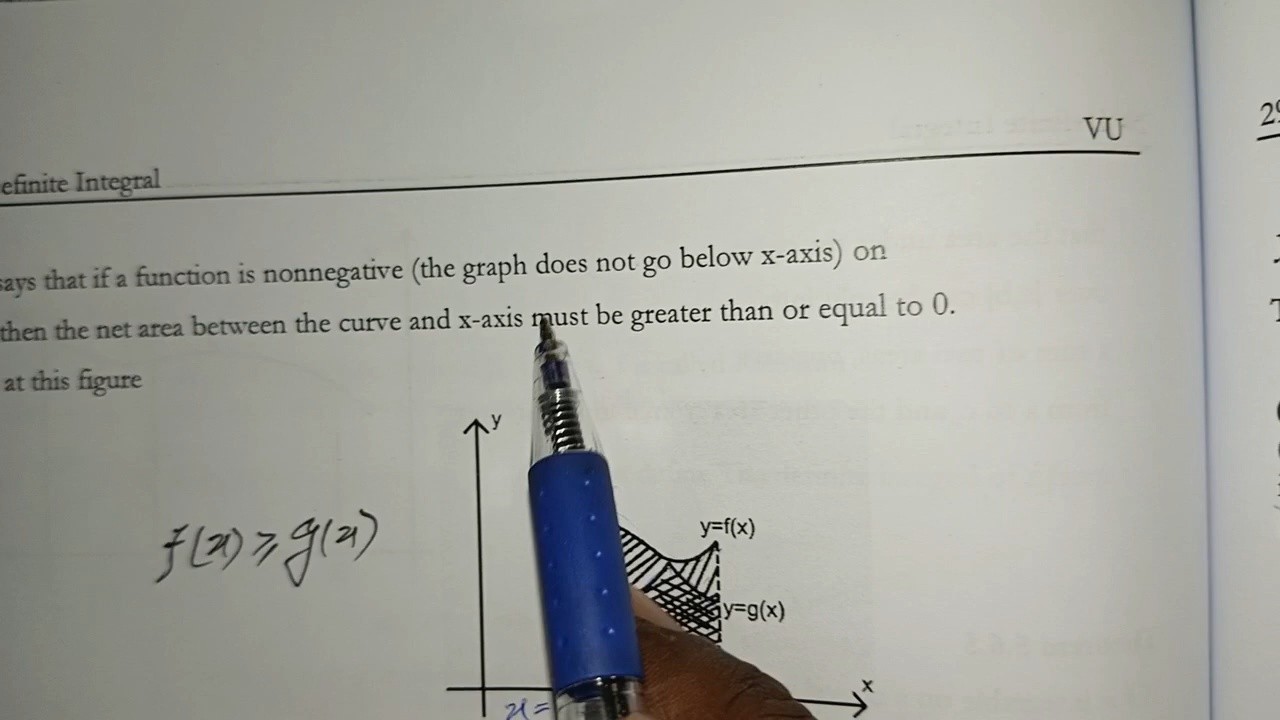 VU
efinite Integral
says that if a function is nonnegative (the graph does not go below x-axis) on
then the net area between the curve and x-axis must be greater than or equal to 0.
at this figure
y
f(x) ≥ g(x)
y=f(x)
y=g(x)
x
x=